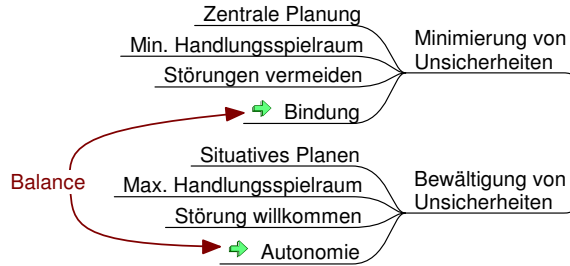 Zentrale Planung
Min. Handlungsspielraum
Störungen vermeiden
Bindung
Minimierung von
Unsicherheiten
Balance
Situatives Planen
Max. Handlungsspielraum
Störung willkommen
Autonomie
Bewältigung von
Unsicherheiten